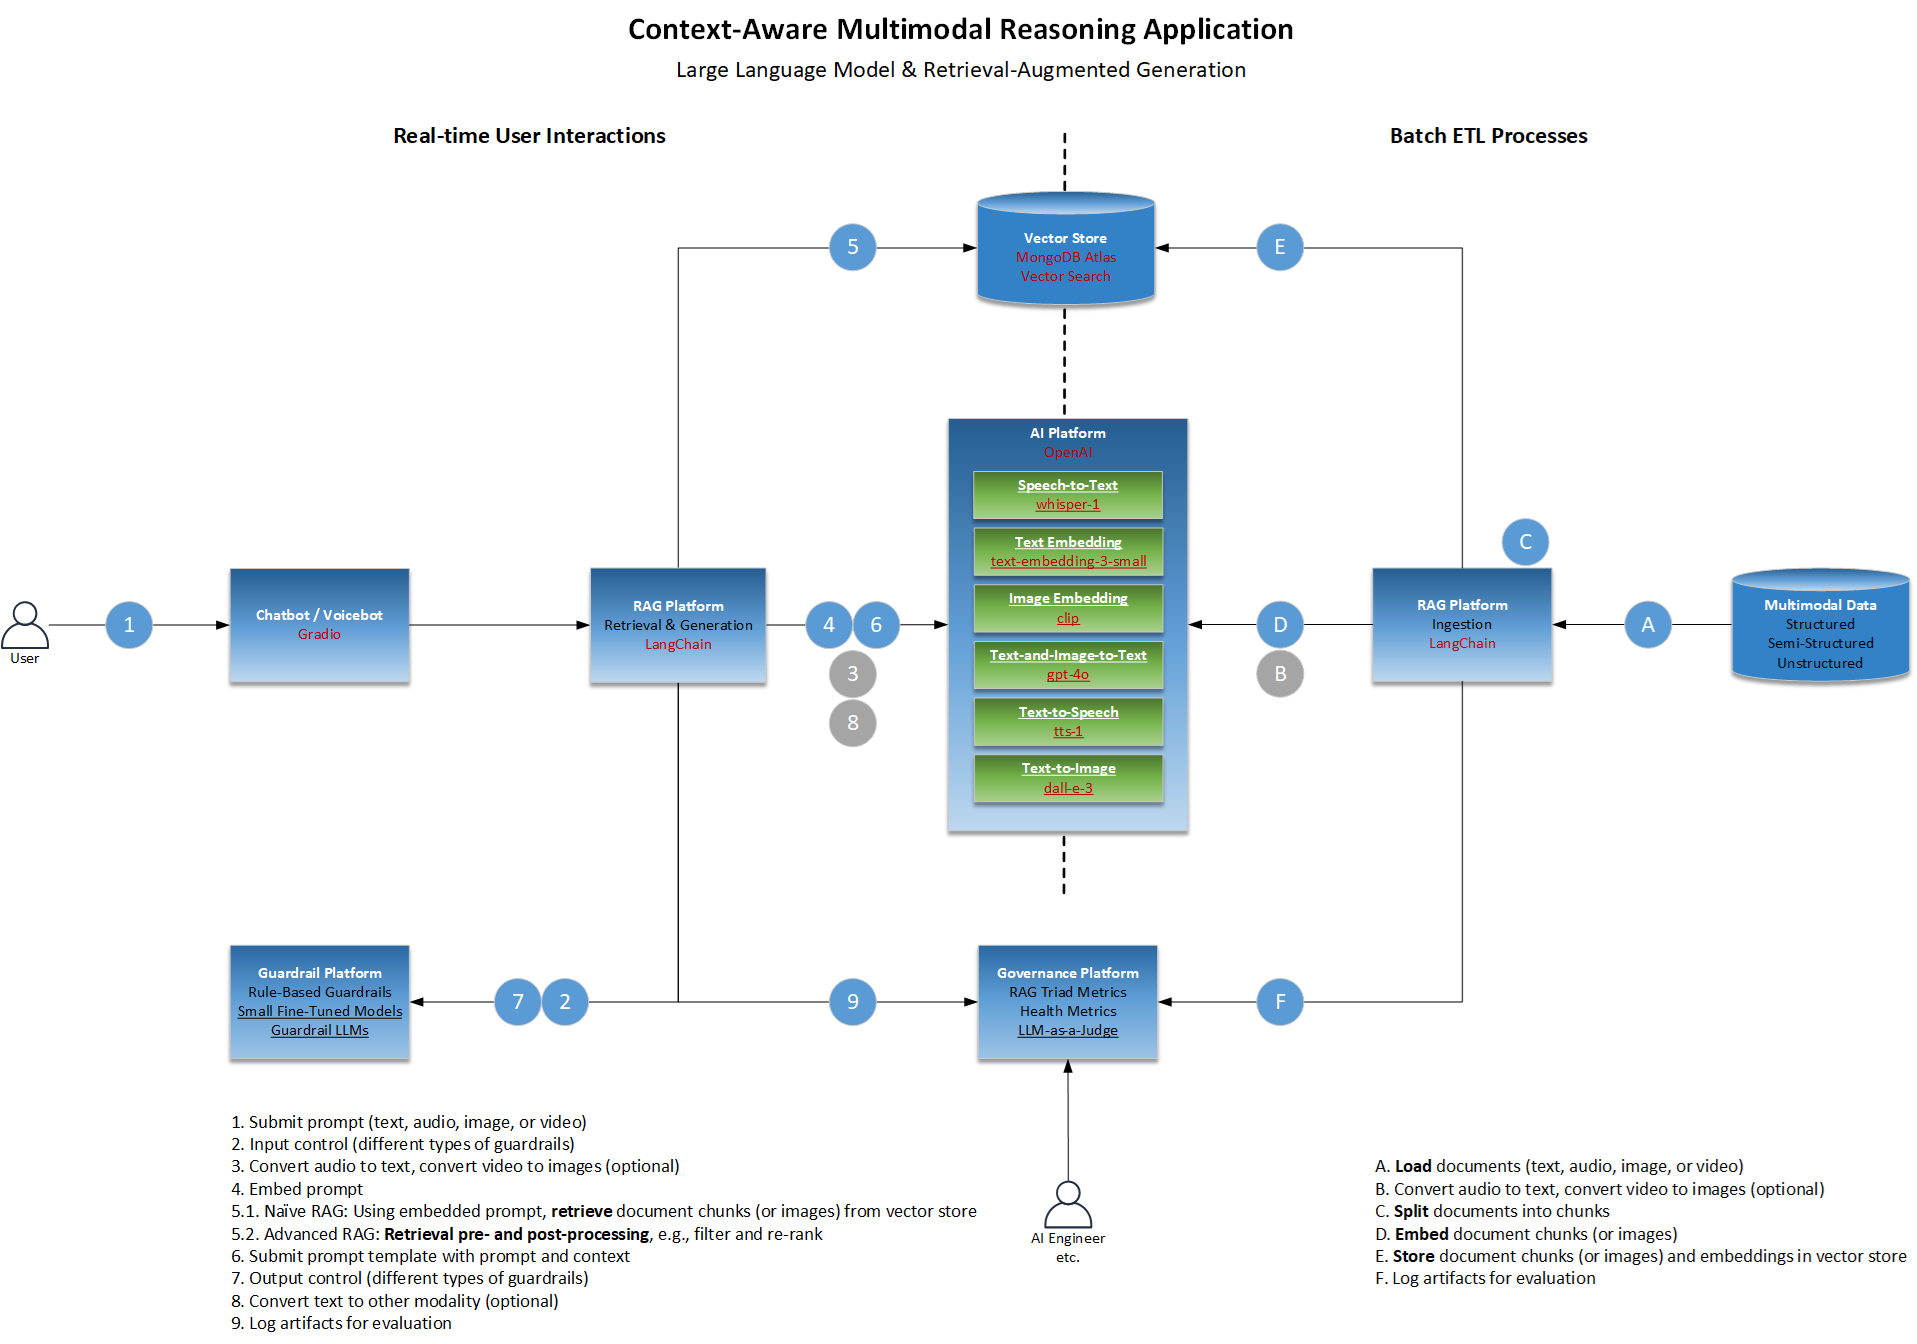 Context-Aware Multimodal Reasoning Application
Large Language Model & Retrieval-Augmented Generation
Real-time User Interactions
Batch ETL Processes
Vector Store
MongoDB Atlas
Vector Search
5
E
AI Platform
OpenAI
Speech-to-Text
whisper-1
Text Embedding
text-embedding-3-small
Image Embedding
clip
Text-and-Image-to-Text
gpt-4o
Text-to-Speech
tts-1
Text-to-Image
dall-e-3
User
1
Chatbot / Voicebot
Gradio
RAG Platform
Retrieval & Generation
LangChain
4
6
3
8
D
B
C
RAG Platform
Ingestion
LangChain
A
Multimodal Data
Structured
Semi-Structured
Unstructured
Guardrail Platform
Rule-Based Guardrails
Small Fine-Tuned Models
Guardrail LLMs
7
2
9
Governance Platform
RAG Triad Metrics
Health Metrics
LLM-as-a-Judge
F
AI Engineer
etc.
1. Submit prompt (text, audio, image, or video)
2. Input control (different types of guardrails)
3. Convert audio to text, convert video to images (optional)
4. Embed prompt
5.1. Naïve RAG: Using embedded prompt, retrieve document chunks (or images) from vector store
5.2. Advanced RAG: Retrieval pre- and post-processing, e.g., filter and re-rank
6. Submit prompt template with prompt and context
7. Output control (different types of guardrails)
8. Convert text to other modality (optional)
9. Log artifacts for evaluation
A. Load documents (text, audio, image, or video)
B. Convert audio to text, convert video to images (optional)
C. Split documents into chunks
D. Embed document chunks (or images)
E. Store document chunks (or images) and embeddings in vector store
F. Log artifacts for evaluation